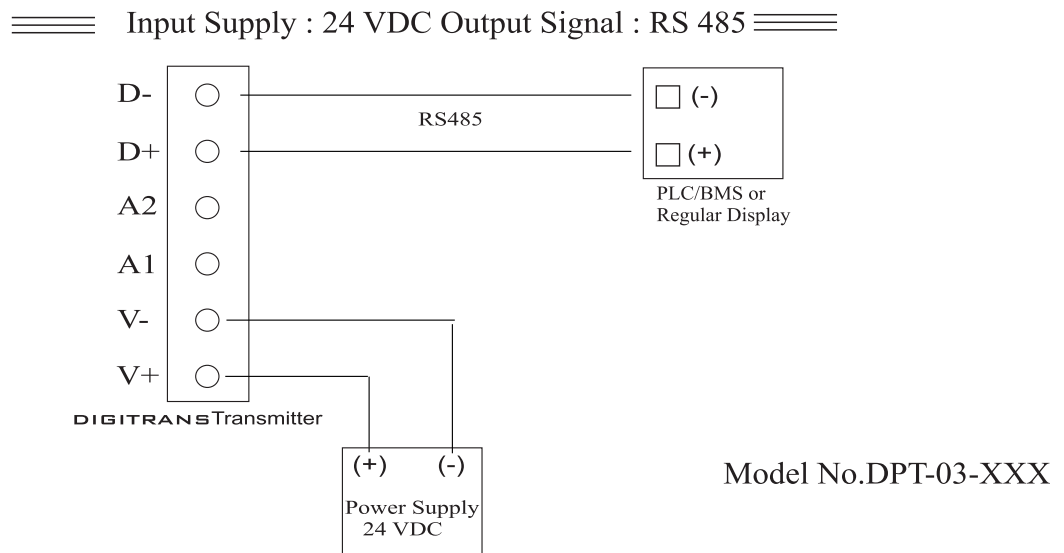 Input Supply : 24 VDC Output Signal : RS 485
D-
D+
A2
A1
V-
V+
RS485
(-)
(+)
PLC/BMS or
Regular Display
DIGITRANSTransmitter
(+) (-)
Power Supply
24 VDC
Model No.DPT-03-XXX